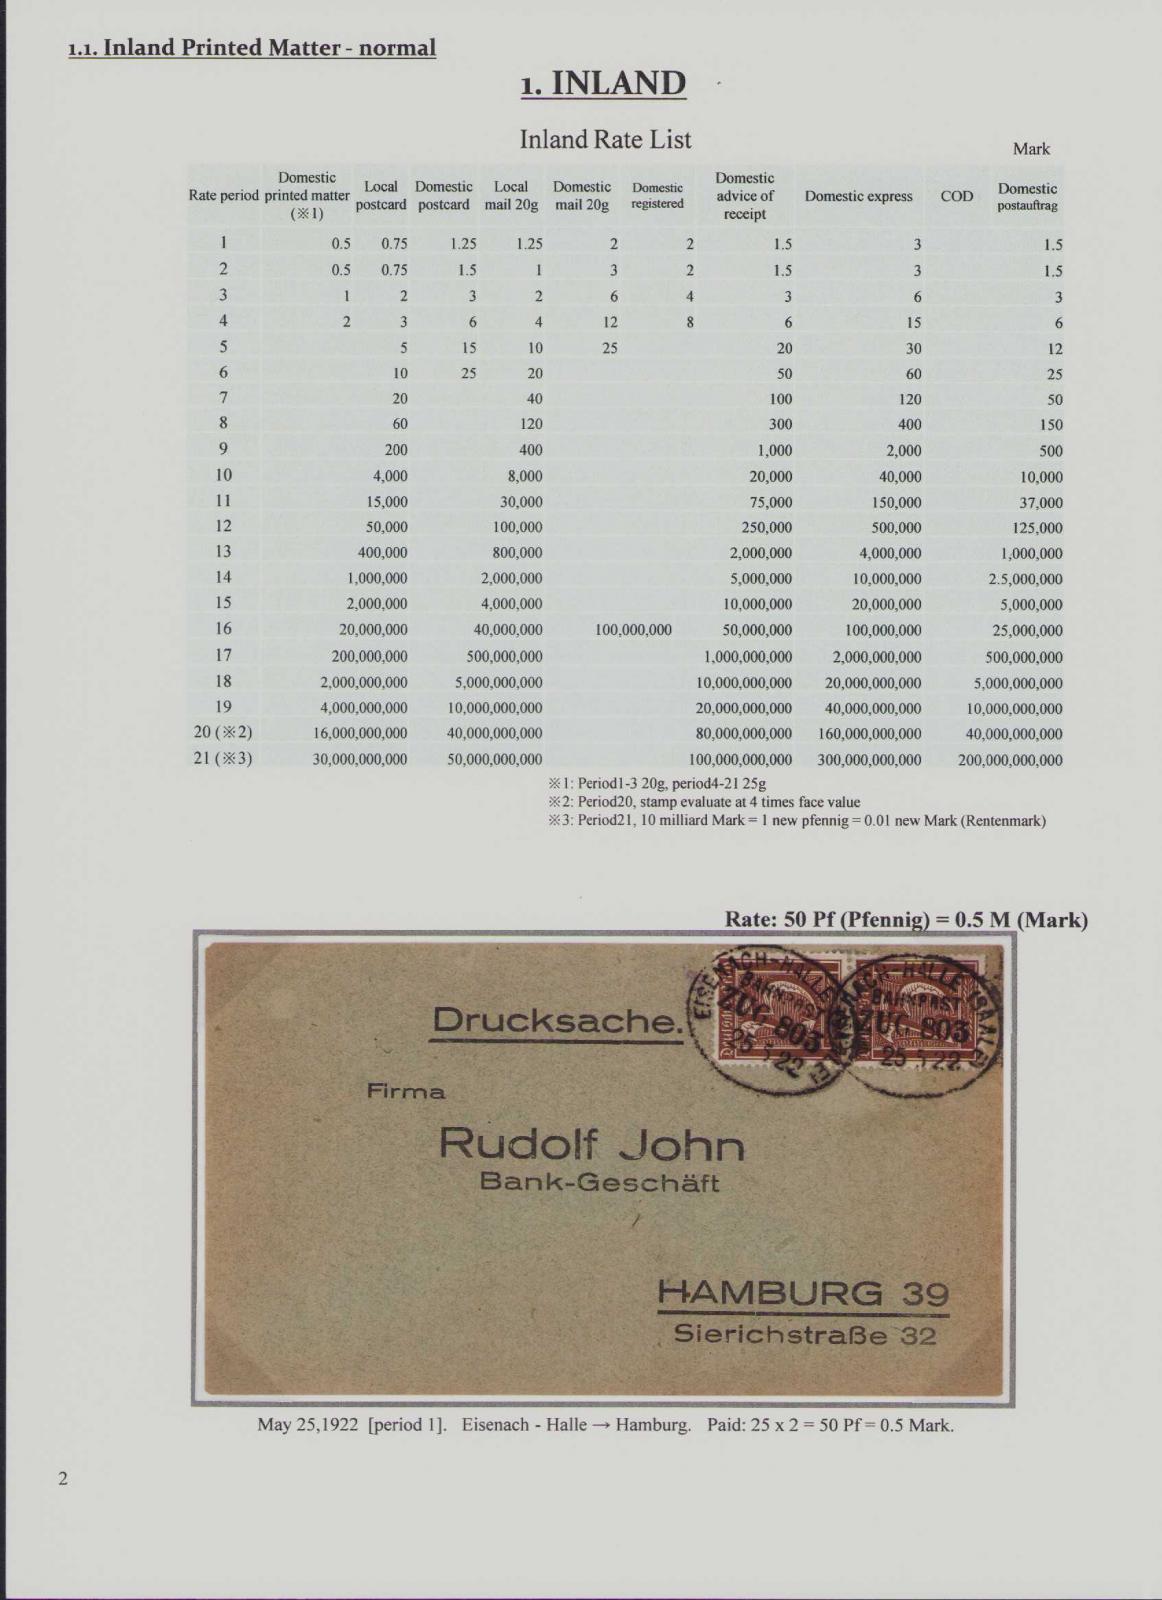 1.1. Inland Printed Matter - normal
1. INLAND
Inland Rate List
Mark
Rate period Domestic printed matter (※1) Local postcard Domestic postcard Local mail 20g Domestic mail 20g Domestic registered Domestic advice of receipt Domestic express COD Domestic postauftrag
1 0.5 0.75 1.25 1.25 2 2 1.5 3 1.5
2 0.5 0.75 1.5 1 3 2 1.5 3 1.5
3 1 2 3 2 6 4 3 6 3
4 2 3 6 4 12 8 6 15 6
5 5 15 10 25 20 30 12
6 10 25 20 50 60 25
7 20 40 100 120 50
8 60 120 300 400 150
9 200 400 1,000 2,000 500
10 4,000 8,000 20,000 40,000 10,000
11 15,000 30,000 75,000 150,000 37,000
12 50,000 100,000 250,000 500,000 125,000
13 400,000 800,000 2,000,000 4,000,000 1,000,000
14 1,000,000 2,000,000 5,000,000 10,000,000 2.5,000,000
15 2,000,000 4,000,000 10,000,000 20,000,000 5,000,000
16 20,000,000 40,000,000 100,000,000 50,000,000 100,000,000 25,000,000
17 200,000,000 500,000,000 1,000,000,000 2,000,000,000 500,000,000
18 2,000,000,000 5,000,000,000 10,000,000,000 20,000,000,000 5,000,000,000
19 4,000,000,000 10,000,000,000 20,000,000,000 40,000,000,000 10,000,000,000
20 (※2) 16,000,000,000 40,000,000,000 80,000,000,000 160,000,000,000 40,000,000,000
21 (※3) 30,000,000,000 50,000,000,000 100,000,000,000 300,000,000,000 200,000,000,000
※1: Period1-3 20g, period4-21 25g
※2: Period20, stamp evaluate at 4 times face value
※3: Period21, 10 milliard Mark = 1 new pfennig = 0.01 new Mark (Rentenmark)
Rate: 50 Pf (Pfennig) = 0.5 M (Mark)
EISENACH-HALLE
BAHNPOST
ZUG 803
25 5 22
NACH-HALLE (SAALE)
BAHNPOST
ZUG 803
25 5 22
Drucksache.
Firma
Rudolf John
Bank-Geschäft
HAMBURG 39
Sierichstraße 32
May 25,1922 [period 1]. Eisenach - Halle → Hamburg. Paid: 25 x 2 = 50 Pf = 0.5 Mark.
2